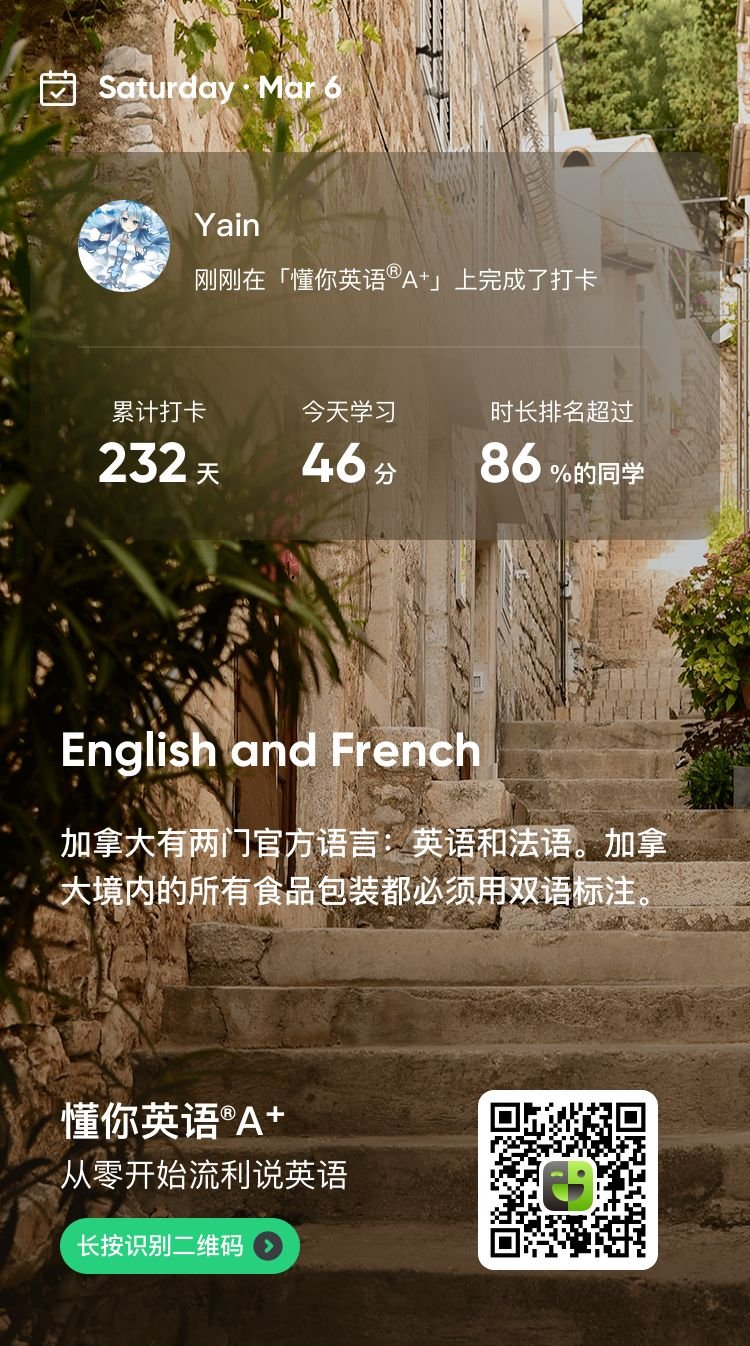 Saturday · Mar 6
Yain
刚刚在「懂你英语®A⁺」上完成了打卡
累计打卡 今天学习 时长排名超过
232 天 46 分 86 %的同学
English and French
加拿大有两门官方语言：英语和法语。加拿
大境内的所有食品包装都必须用双语标注。
懂你英语®A⁺
从零开始流利说英语
长按识别二维码